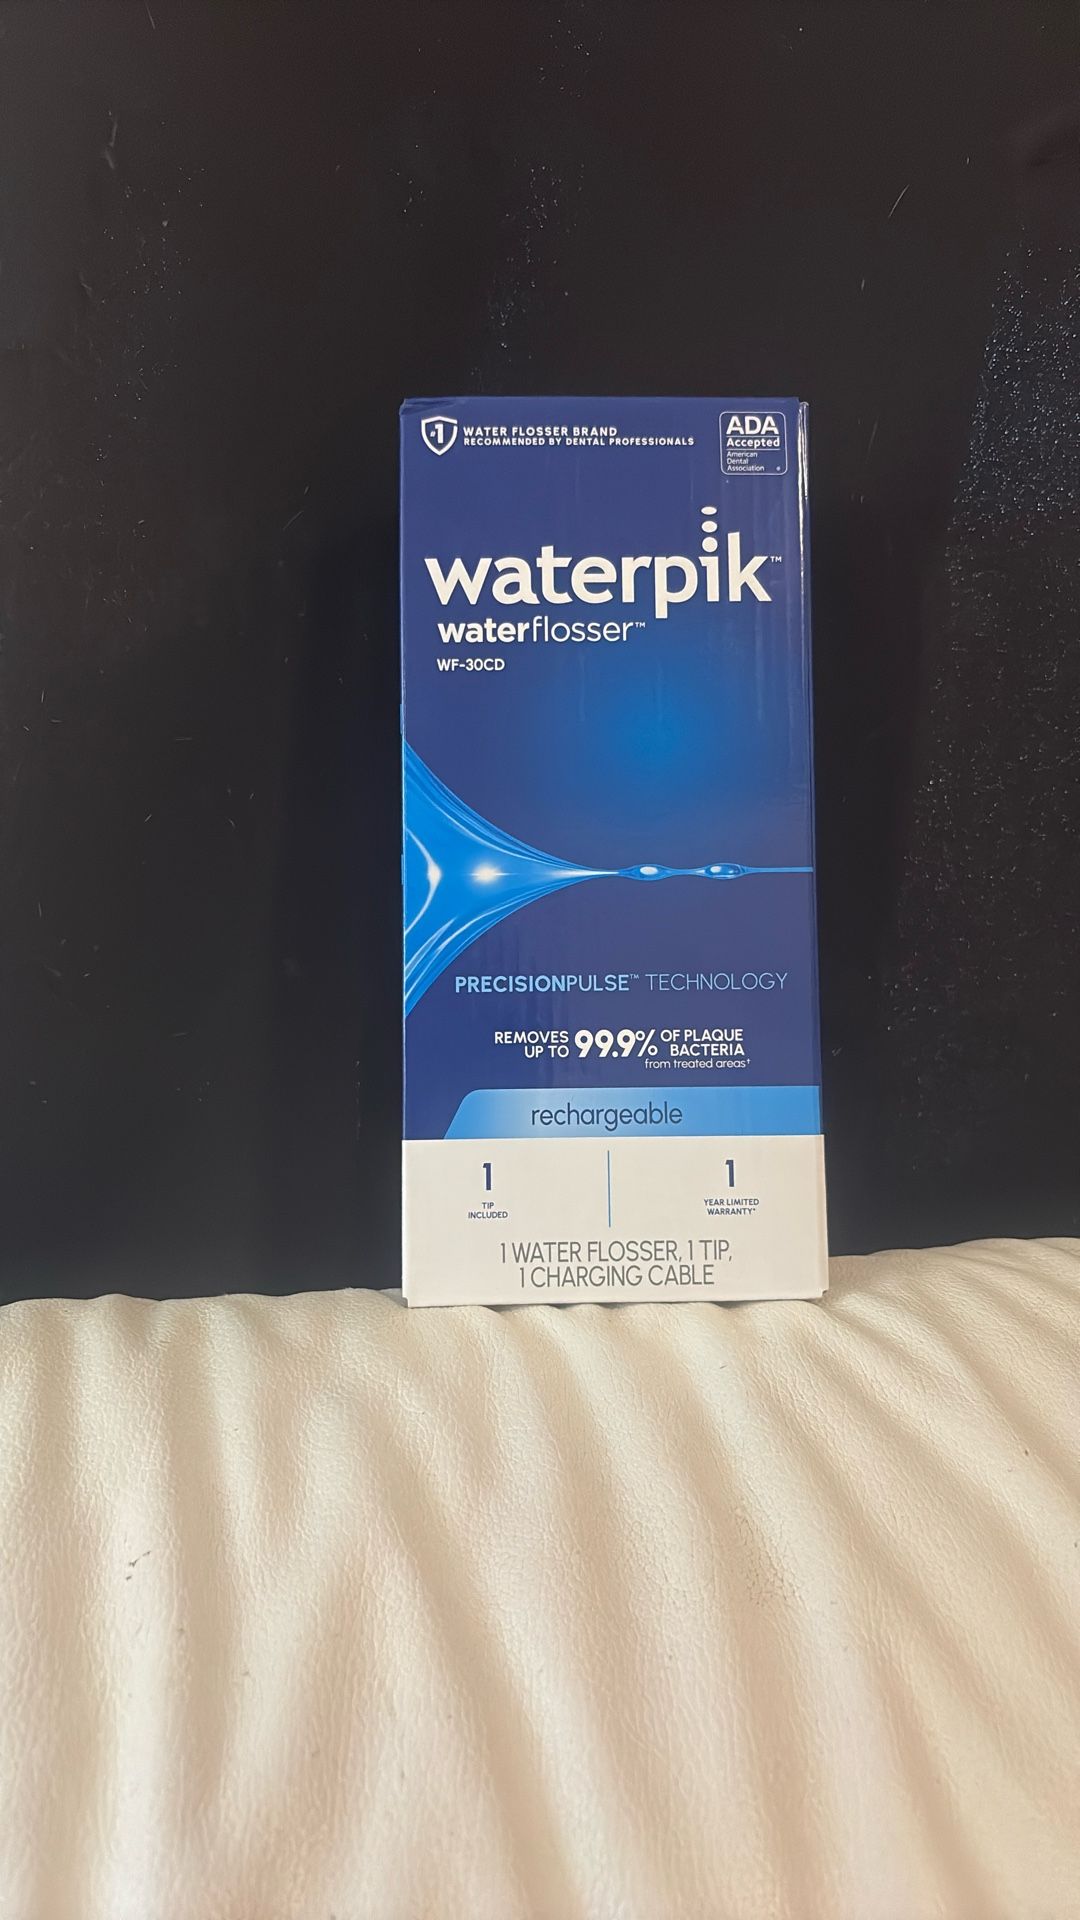 #1 WATER FLOSSER BRAND
RECOMMENDED BY DENTAL PROFESSIONALS
ADA
Accepted
American
Dental
Association ®
waterpik™
waterflosser™
WF-30CD
PRECISIONPULSE™ TECHNOLOGY
REMOVES UP TO 99.9% OF PLAQUE BACTERIA
from treated areas†
rechargeable
1
TIP
INCLUDED
1
YEAR LIMITED
WARRANTY*
1 WATER FLOSSER, 1 TIP,
1 CHARGING CABLE